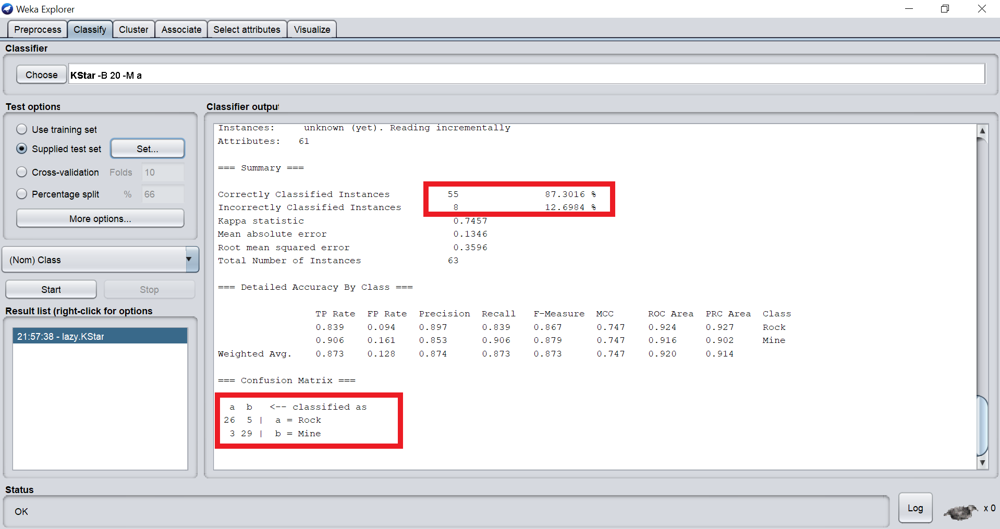 Weka Explorer
Preprocess Classify Cluster Associate Select attributes Visualize
Classifier
Choose KStar -B 20 -M a
Test options
Use training set
Supplied test set Set...
Cross-validation Folds 10
Percentage split % 66
More options...
(Nom) Class
Start Stop
Result list (right-click for options
21:57:38 - lazy.KStar
Classifier output
Instances: unknown (yet). Reading incrementally
Attributes: 61
=== Summary ===
Correctly Classified Instances 55 87.3016 %
Incorrectly Classified Instances 8 12.6984 %
Kappa statistic 0.7457
Mean absolute error 0.1346
Root mean squared error 0.3596
Total Number of Instances 63
=== Detailed Accuracy By Class ===
TP Rate FP Rate Precision Recall F-Measure MCC ROC Area PRC Area Class
0.839 0.094 0.897 0.839 0.867 0.747 0.924 0.927 Rock
0.906 0.161 0.853 0.906 0.879 0.747 0.916 0.902 Mine
Weighted Avg. 0.873 0.128 0.874 0.873 0.873 0.747 0.920 0.914
=== Confusion Matrix ===
a b <-- classified as
26 5 | a = Rock
3 29 | b = Mine
Status
OK
Log x 0